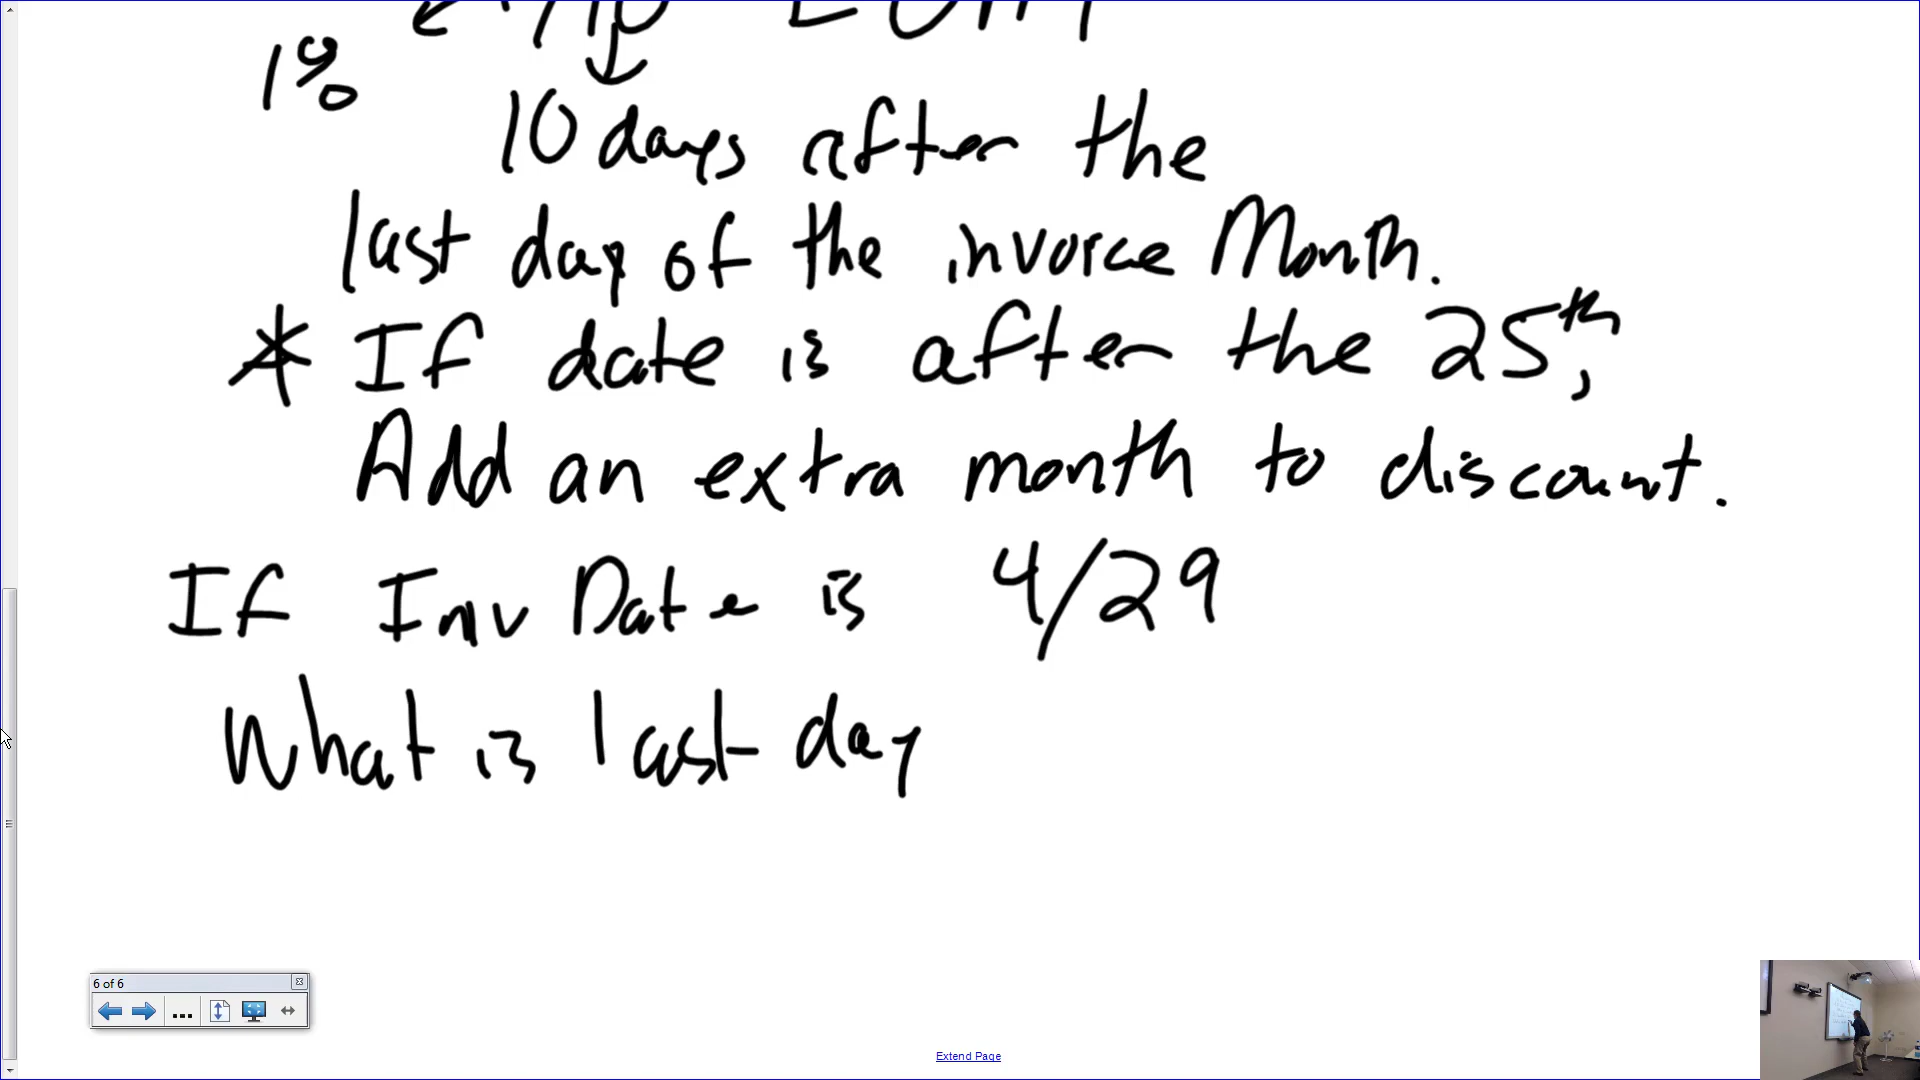 1%
10 days after the
last day of the invoice Month.
* If date is after the 25th,
Add an extra month to discount.
If Inv Date is 4/29
What is last day
6 of 6
...
Extend Page